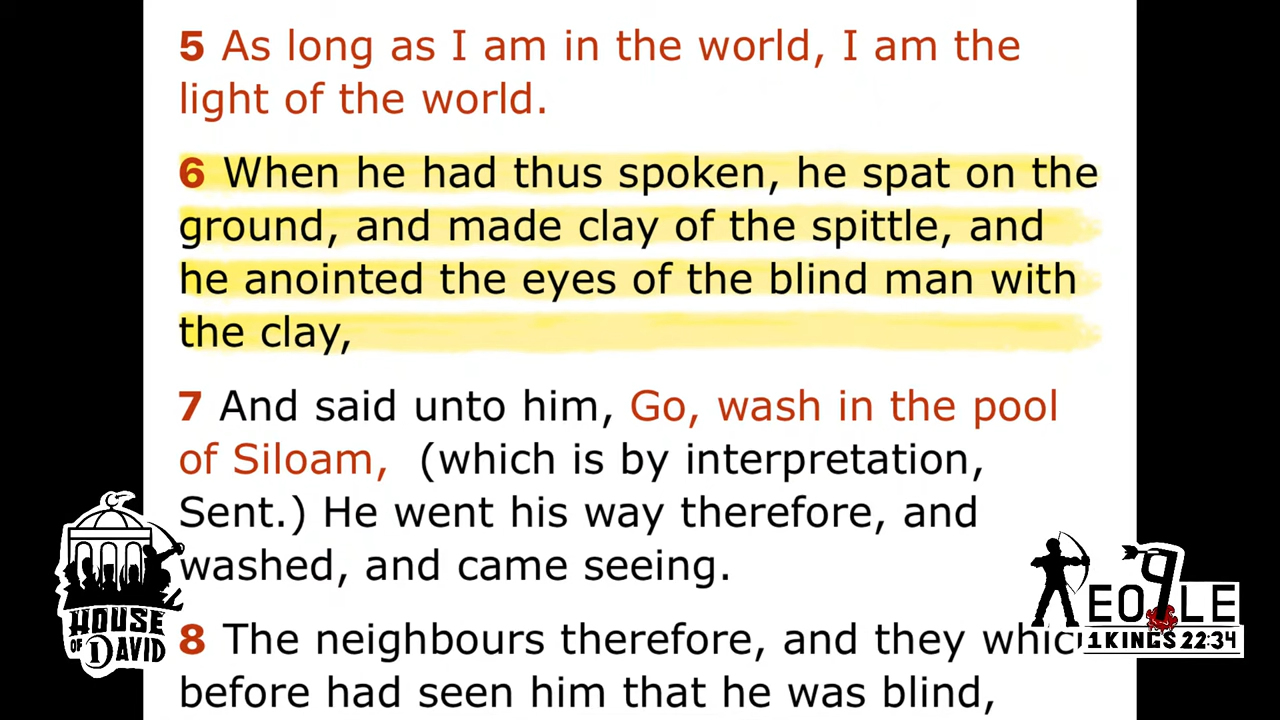 5 As long as I am in the world, I am the
light of the world.
6 When he had thus spoken, he spat on the
ground, and made clay of the spittle, and
he anointed the eyes of the blind man with
the clay,
7 And said unto him, Go, wash in the pool
of Siloam, (which is by interpretation,
Sent.) He went his way therefore, and
washed, and came seeing.
8 The neighbours therefore, and they which
before had seen him that he was blind,
HOUSE
OF DAVID
1 KINGS 22:34